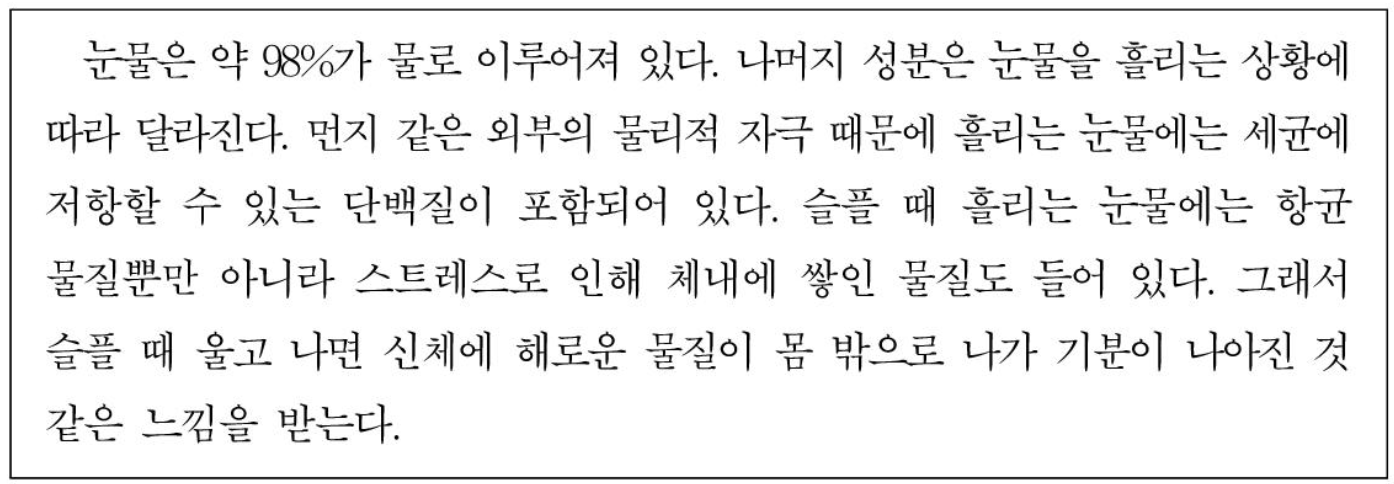 눈물은 약 98%가 물로 이루어져 있다. 나머지 성분은 눈물을 흘리는 상황에
따라 달라진다. 먼지 같은 외부의 물리적 자극 때문에 흘리는 눈물에는 세균에
저항할 수 있는 단백질이 포함되어 있다. 슬플 때 흘리는 눈물에는 항균
물질뿐만 아니라 스트레스로 인해 체내에 쌓인 물질도 들어 있다. 그래서
슬플 때 울고 나면 신체에 해로운 물질이 몸 밖으로 나가 기분이 나아진 것
같은 느낌을 받는다.